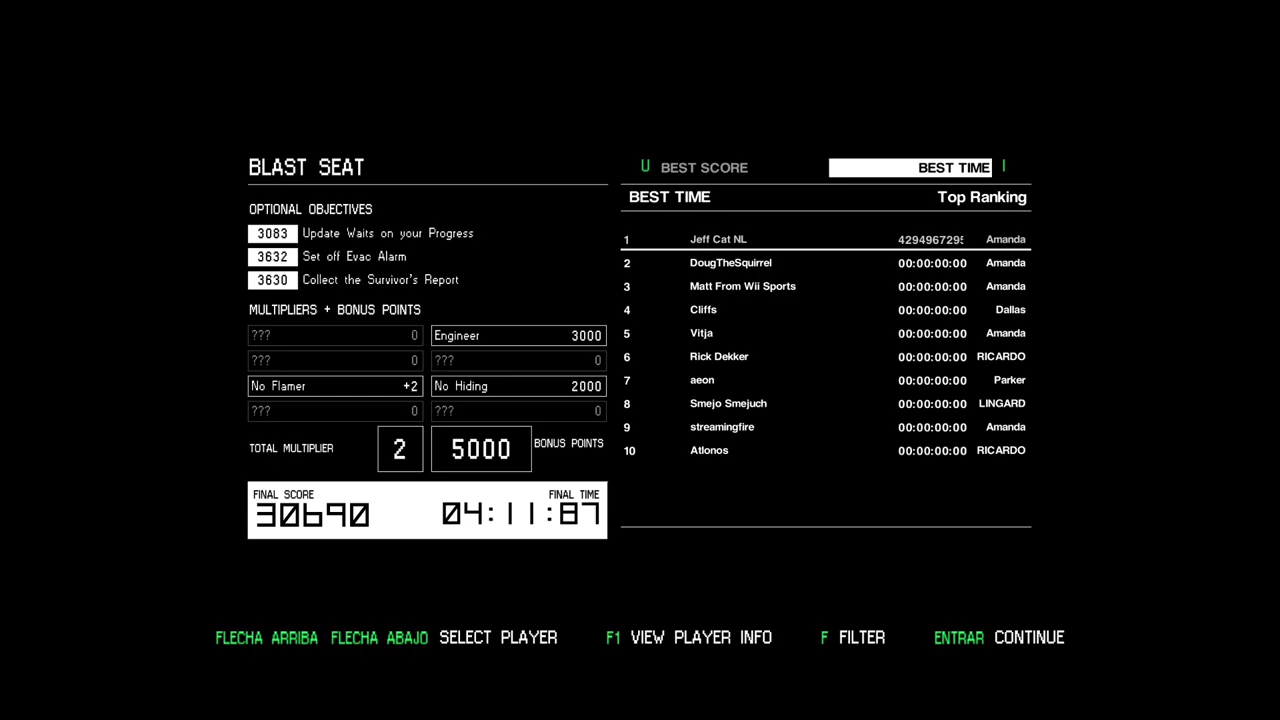 BLAST SEAT
OPTIONAL OBJECTIVES
3083 Update Waits on your Progress
3632 Set off Evac Alarm
3630 Collect the Survivor's Report
MULTIPLIERS + BONUS POINTS
??? 0 Engineer 3000
??? 0 ??? 0
No Flamer +2 No Hiding 2000
??? 0 ??? 0
TOTAL MULTIPLIER 2 5000 BONUS POINTS
FINAL SCORE FINAL TIME
30690 04:11:87
U BEST SCORE BEST TIME I
BEST TIME Top Ranking
1 Jeff Cat NL 4294967295 Amanda
2 DougTheSquirrel 00:00:00:00 Amanda
3 Matt From Wii Sports 00:00:00:00 Amanda
4 Cliffs 00:00:00:00 Dallas
5 Vitja 00:00:00:00 Amanda
6 Rick Dekker 00:00:00:00 RICARDO
7 aeon 00:00:00:00 Parker
8 Smejo Smejuch 00:00:00:00 LINGARD
9 streamingfire 00:00:00:00 Amanda
10 Atlonos 00:00:00:00 RICARDO
FLECHA ARRIBA FLECHA ABAJO SELECT PLAYER F1 VIEW PLAYER INFO F FILTER ENTRAR CONTINUE